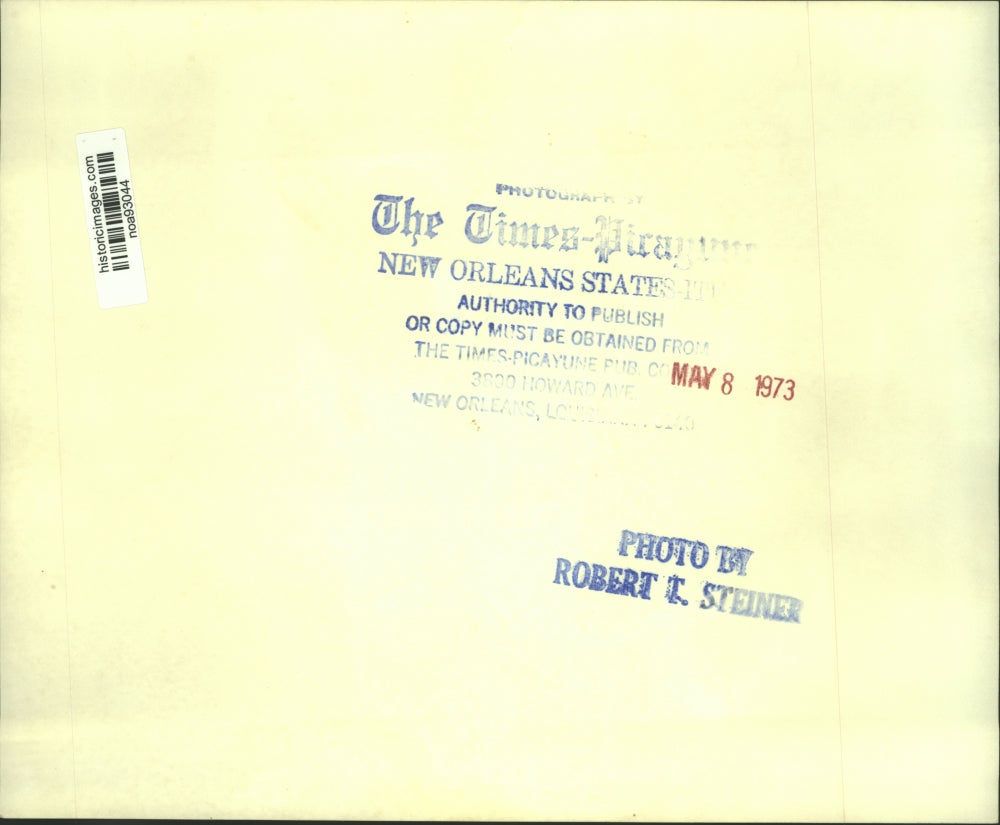 historicimages.com
noa93044
PHOTOGRAPH BY
The Times-Picayune
NEW ORLEANS STATES-
AUTHORITY TO PUBLISH
OR COPY MUST BE OBTAINED FROM
THE TIMES-PICAYUNE PUB. CO
MAY 8 1973
HOWARD AVE.
NEW ORLEANS,
PHOTO BY
ROBERT T. STEINER